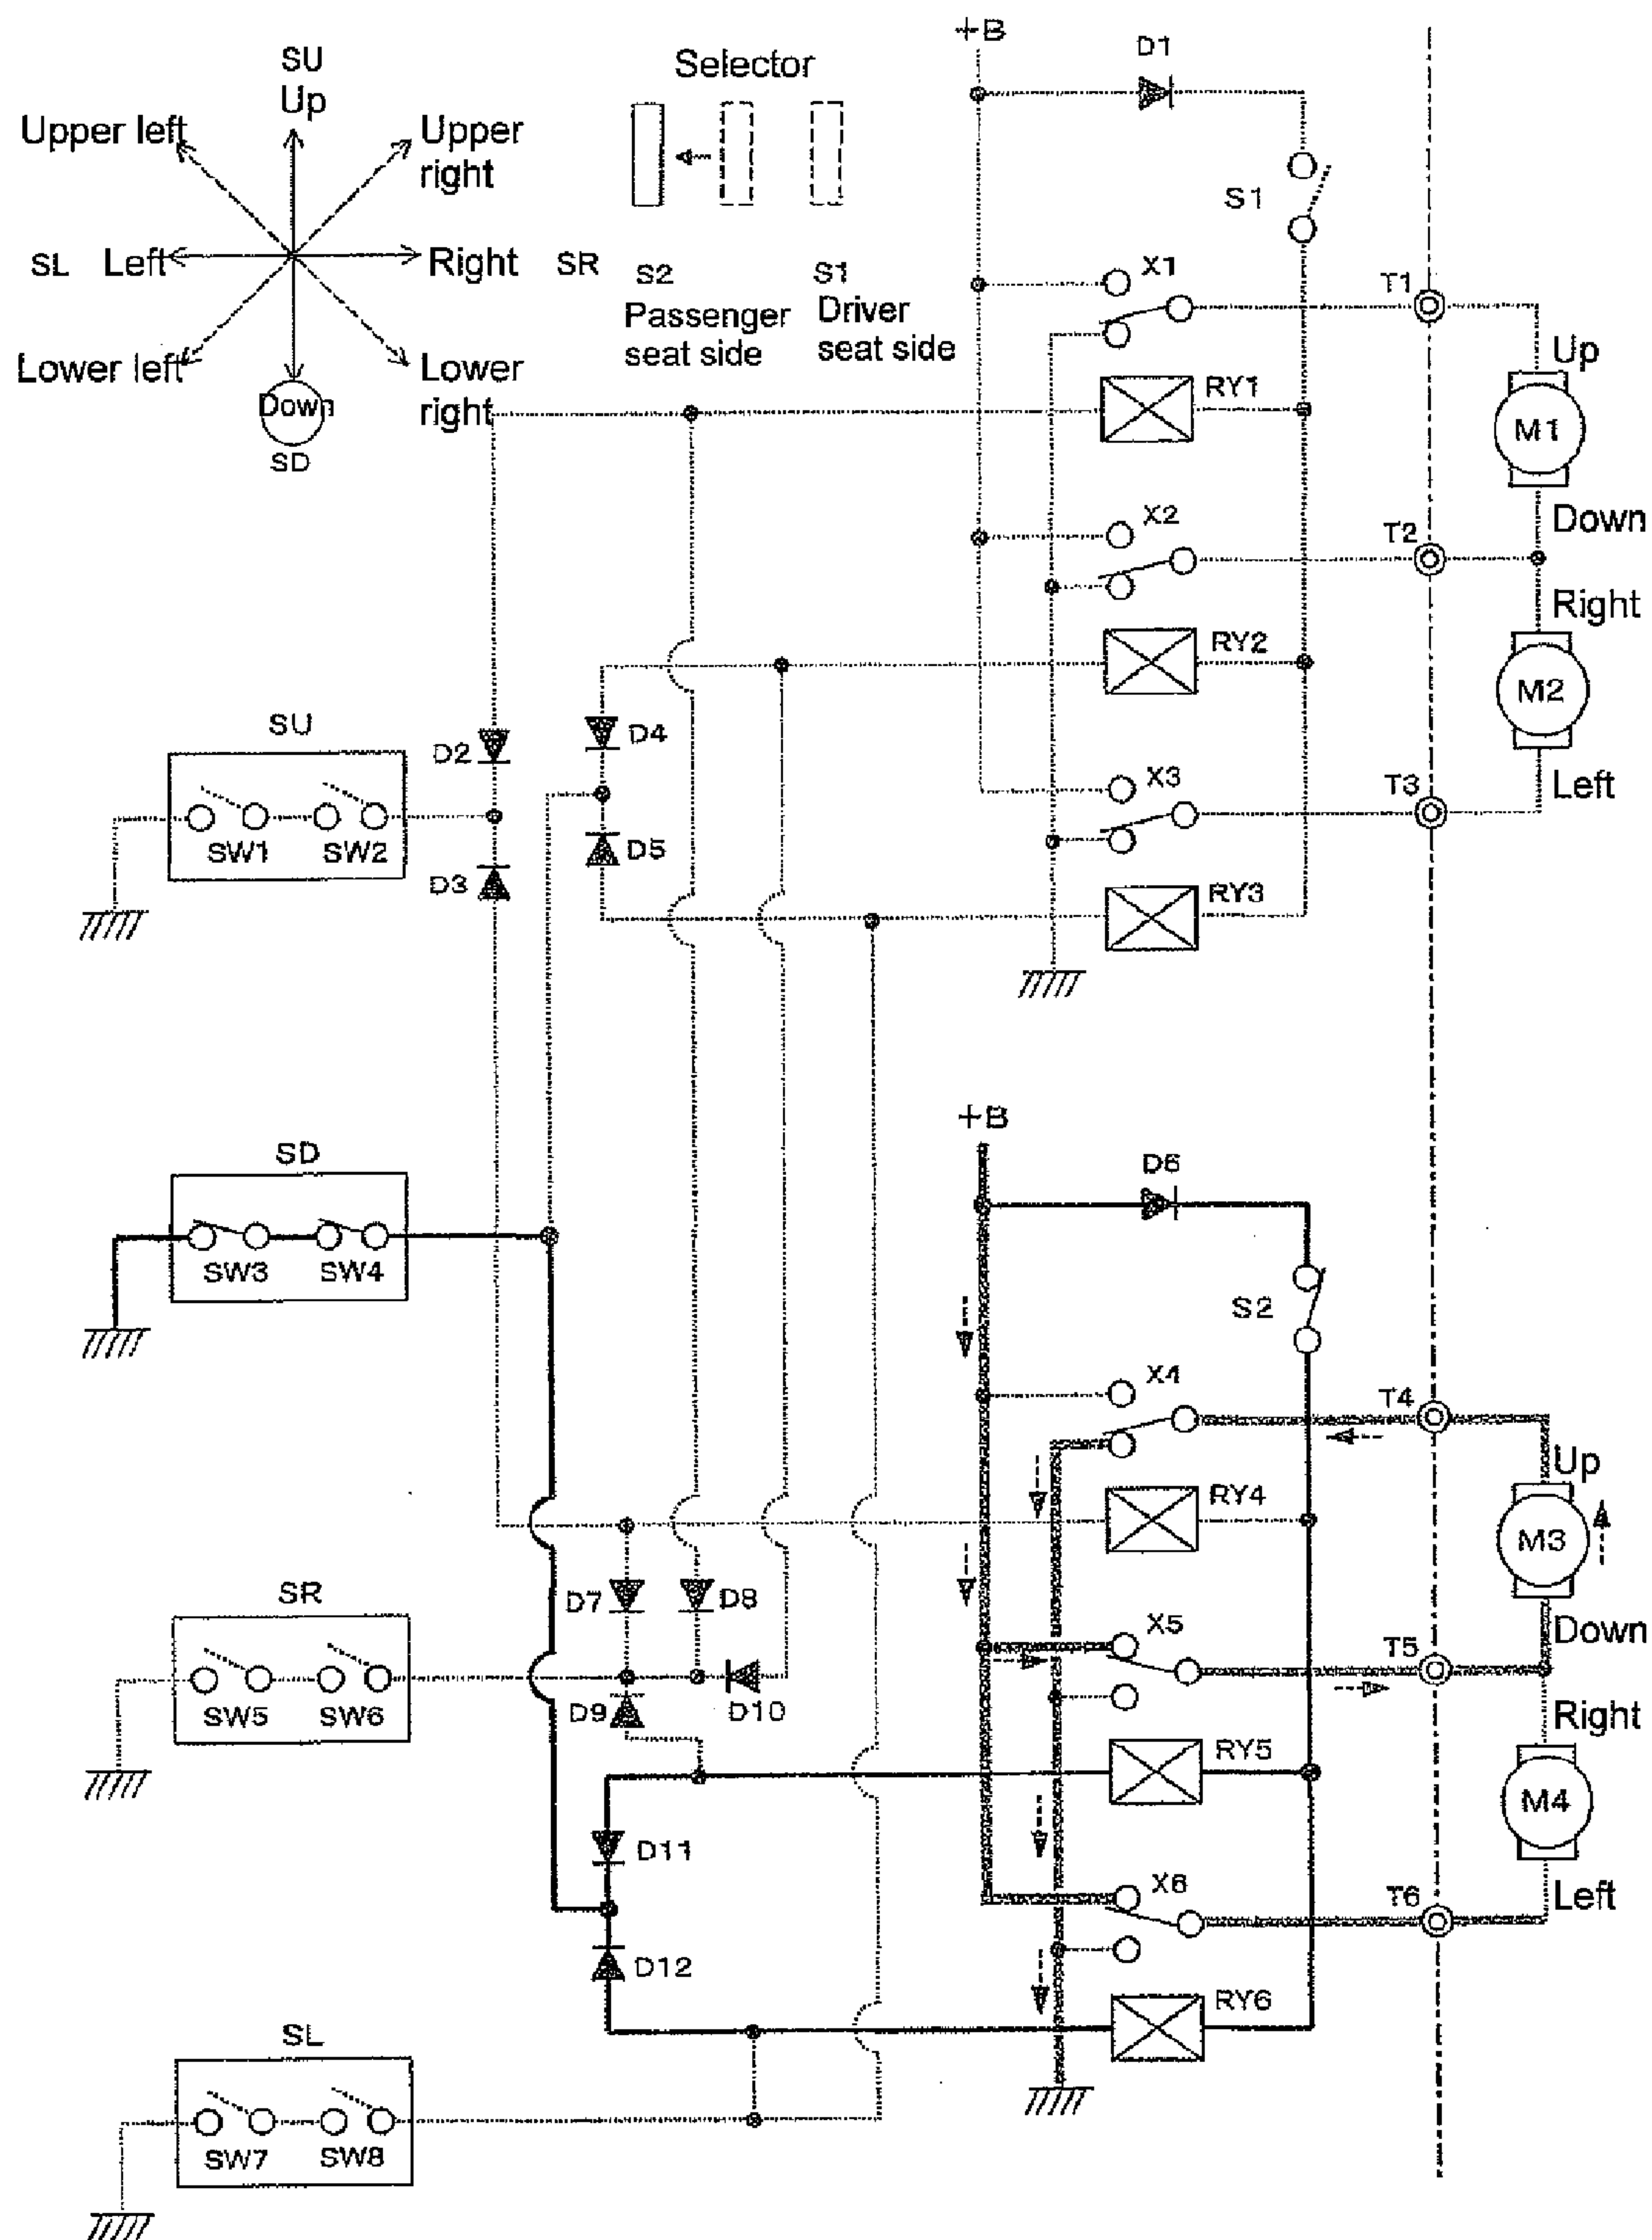 SU
Up
Upper left
Upper
right
SL
Left
Right
SR
Lower left
Lower
right
Down
SD
Selector
S2
Passenger
seat side
S1
Driver
seat side
+B
D1
S1
X1
T1
Up
RY1
M1
Down
X2
T2
Right
RY2
M2
SU
D2
D4
X3
T3
Left
SW1
SW2
D3
D5
RY3
+B
SD
D6
SW3
SW4
S2
X4
T4
Up
RY4
M3
SR
D7
D8
X5
T5
Down
SW5
SW6
D9
D10
Right
RY5
M4
D11
X6
T6
Left
D12
RY6
SL
SW7
SW8